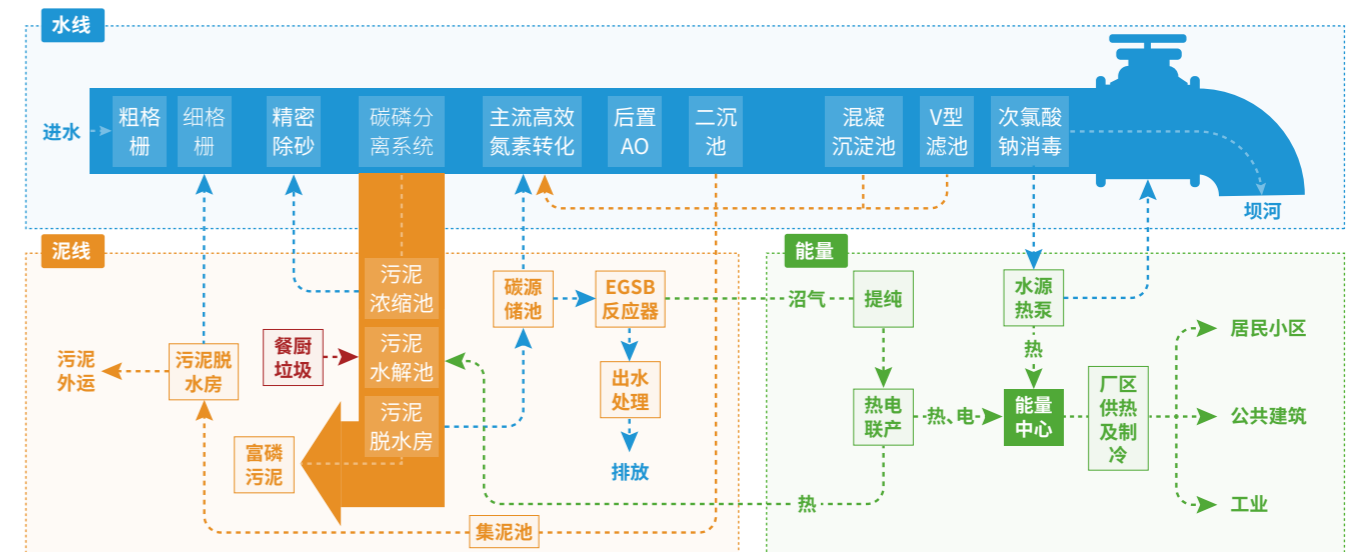 水线
进水
粗格
栅
细格
栅
精密
除砂
碳磷分
离系统
主流高效
氮素转化
后置
AO
二沉
池
混凝
沉淀池
V型
滤池
次氯酸
钠消毒
坝河
泥线
污泥
浓缩池
碳源
储池
EGSB
反应器
餐厨
垃圾
污泥
水解池
污泥
外运
污泥脱
水房
出水
处理
污泥
脱水房
富磷
污泥
排放
集泥池
能量
沼气
提纯
水源
热泵
热
居民小区
热电
联产
热、电
能量
中心
厂区
供热
及制
冷
公共建筑
热
工业